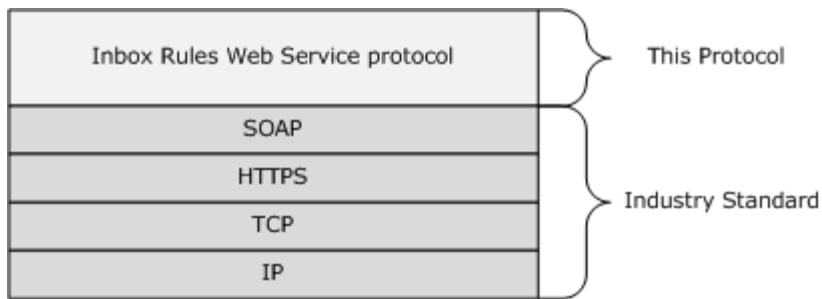 Inbox Rules Web Service protocol
This Protocol
SOAP
HTTPS
TCP
IP
Industry Standard